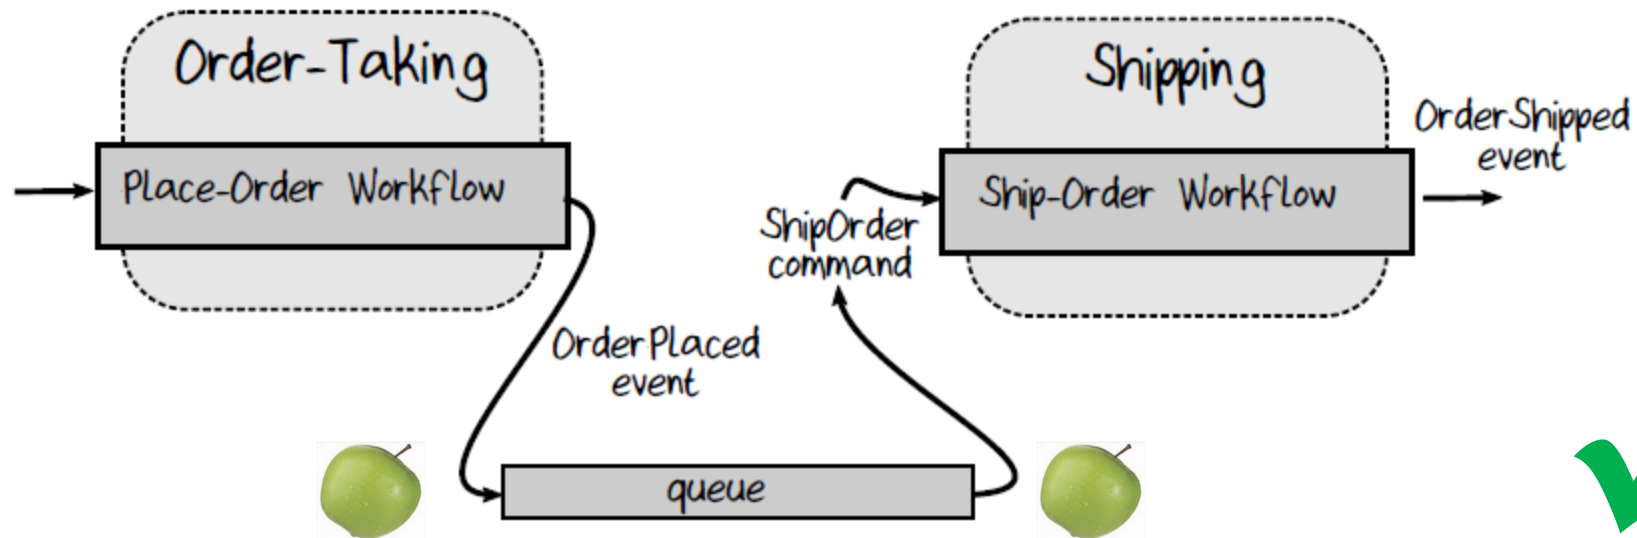 Order-Taking
Place-Order Workflow
OrderPlaced
event
queue
ShipOrder
command
Shipping
Ship-Order Workflow
OrderShipped
event